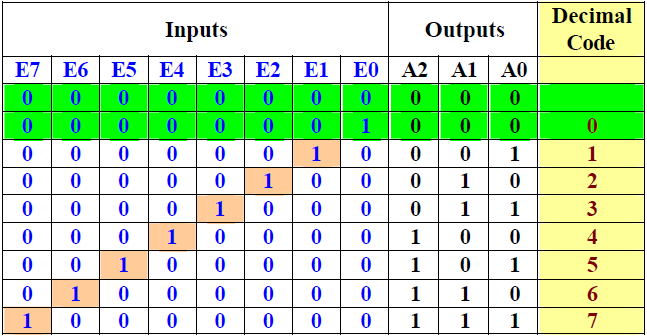 Inputs Outputs Decimal Code
E7 E6 E5 E4 E3 E2 E1 E0 A2 A1 A0
0 0 0 0 0 0 0 0 0 0 0
0 0 0 0 0 0 0 1 0 0 0 0
0 0 0 0 0 0 1 0 0 0 1 1
0 0 0 0 0 1 0 0 0 1 0 2
0 0 0 0 1 0 0 0 0 1 1 3
0 0 0 1 0 0 0 0 1 0 0 4
0 0 1 0 0 0 0 0 1 0 1 5
0 1 0 0 0 0 0 0 1 1 0 6
1 0 0 0 0 0 0 0 1 1 1 7